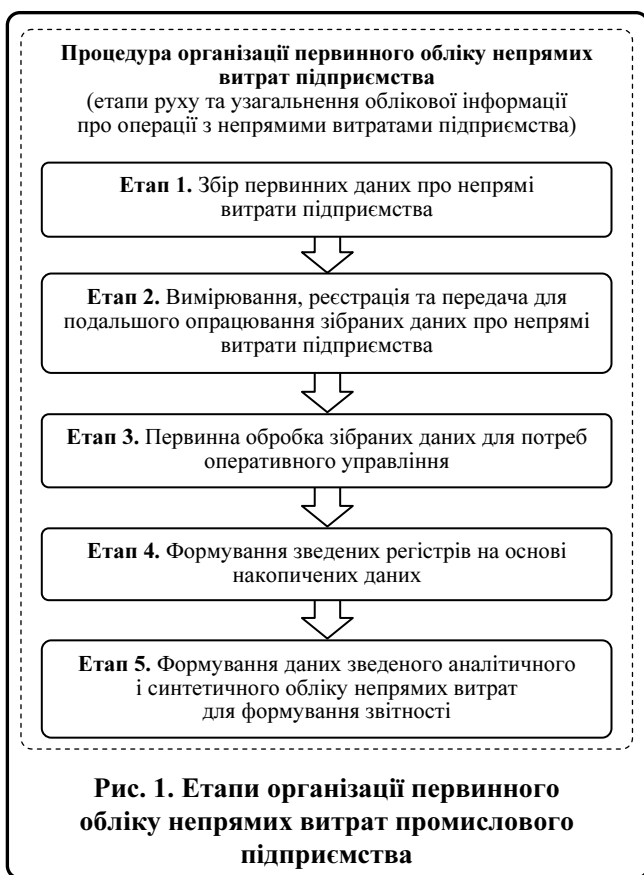 Процедура організації первинного обліку непрямих
витрат підприємства
(етапи руху та узагальнення облікової інформації
про операції з непрямими витратами підприємства)
Етап 1. Збір первинних даних про непрямі
витрати підприємства
Етап 2. Вимірювання, реєстрація та передача для
подальшого опрацювання зібраних даних про непрямі
витрати підприємства
Етап 3. Первинна обробка зібраних даних для потреб
оперативного управління
Етап 4. Формування зведених регістрів на основі
накопичених даних
Етап 5. Формування даних зведеного аналітичного
і синтетичного обліку непрямих витрат
для формування звітності
Рис. 1. Етапи організації первинного
обліку непрямих витрат промислового
підприємства